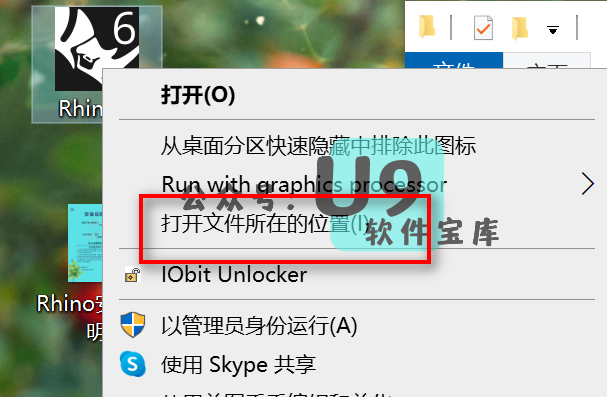 6
Rhin
文件
主页
打开(O)
从桌面分区快速隐藏中排除此图标
Run with graphics processor
公众号: U9
软件宝库
打开文件所在的位置(I)
IObit Unlocker
Rhino安
明
以管理员身份运行(A)
使用 Skype 共享